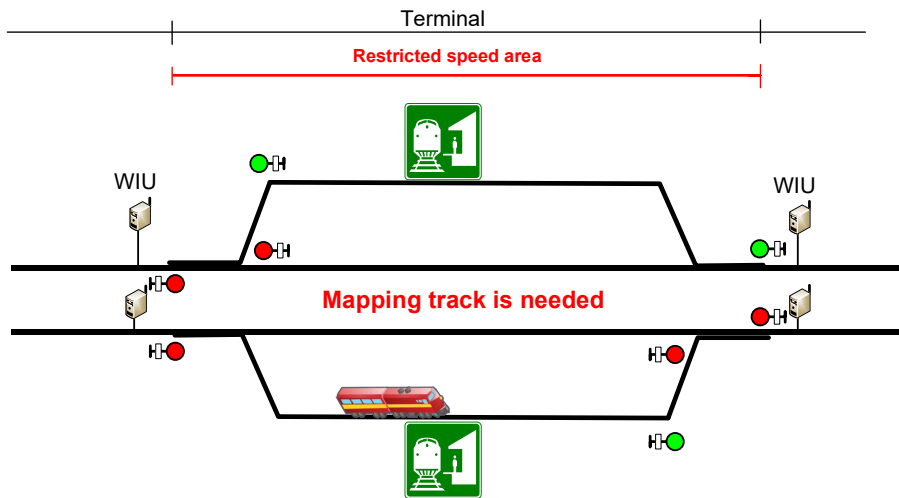 Terminal
Restricted speed area
WIU
WIU
Mapping track is needed